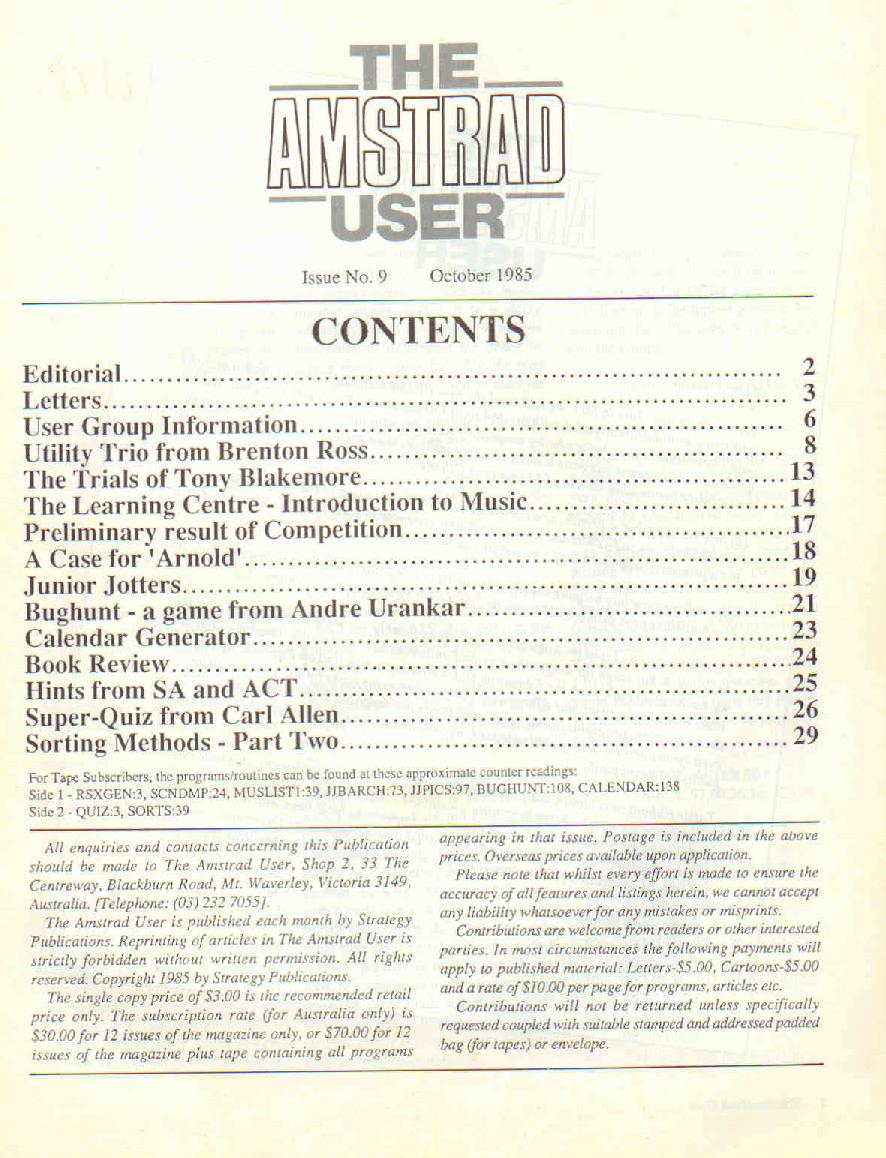 THE
AMSTRAD
USER
Issue No. 9 October 1985
CONTENTS
Editorial.......... 2
Letters.......... 3
User Group Information.......... 6
Utility Trio from Brenton Ross.......... 8
The Trials of Tony Blakemore..........13
The Learning Centre - Introduction to Music..........14
Preliminary result of Competition..........17
A Case for 'Arnold'..........18
Junior Jotters..........19
Bughunt - a game from Andre Urankar..........21
Calendar Generator..........23
Book Review..........24
Hints from SA and ACT..........25
Super-Quiz from Carl Allen..........26
Sorting Methods - Part Two..........29
For Tape Subscribers, the programs/routines can be found at these approximate counter readings:
Side 1 - RSXGEN:3, SCNDMP:24, MUSLIST1:39, JJBARCH:73, JJPICS:97, BUGHUNT:108, CALENDAR:138
Side 2 - QUIZ:3, SORTS:39
All enquiries and contacts concerning this Publication
should be made to The Amstrad User, Shop 2, 33 The
Centreway, Blackburn Road, Mt. Waverley, Victoria 3149,
Australia. [Telephone: (03) 232 7055].
The Amstrad User is published each month by Strategy
Publications. Reprinting of articles in The Amstrad User is
strictly forbidden without written permission. All rights
reserved. Copyright 1985 by Strategy Publications.
The single copy price of $3.00 is the recommended retail
price only. The subscription rate (for Australia only) is
$30.00 for 12 issues of the magazine only, or $70.00 for 12
issues of the magazine plus tape containing all programs
appearing in that issue. Postage is included in the above
prices. Overseas prices available upon application.
Please note that whilst every effort is made to ensure the
accuracy of all features and listings herein, we cannot accept
any liability whatsoever for any mistakes or misprints.
Contributions are welcome from readers or other interested
parties. In most circumstances the following payments will
apply to published material: Letters-$5.00, Cartoons-$5.00
and a rate of $10.00 per page for programs, articles etc.
Contributions will not be returned unless specifically
requested coupled with suitable stamped and addressed padded
bag (for tapes) or envelope.